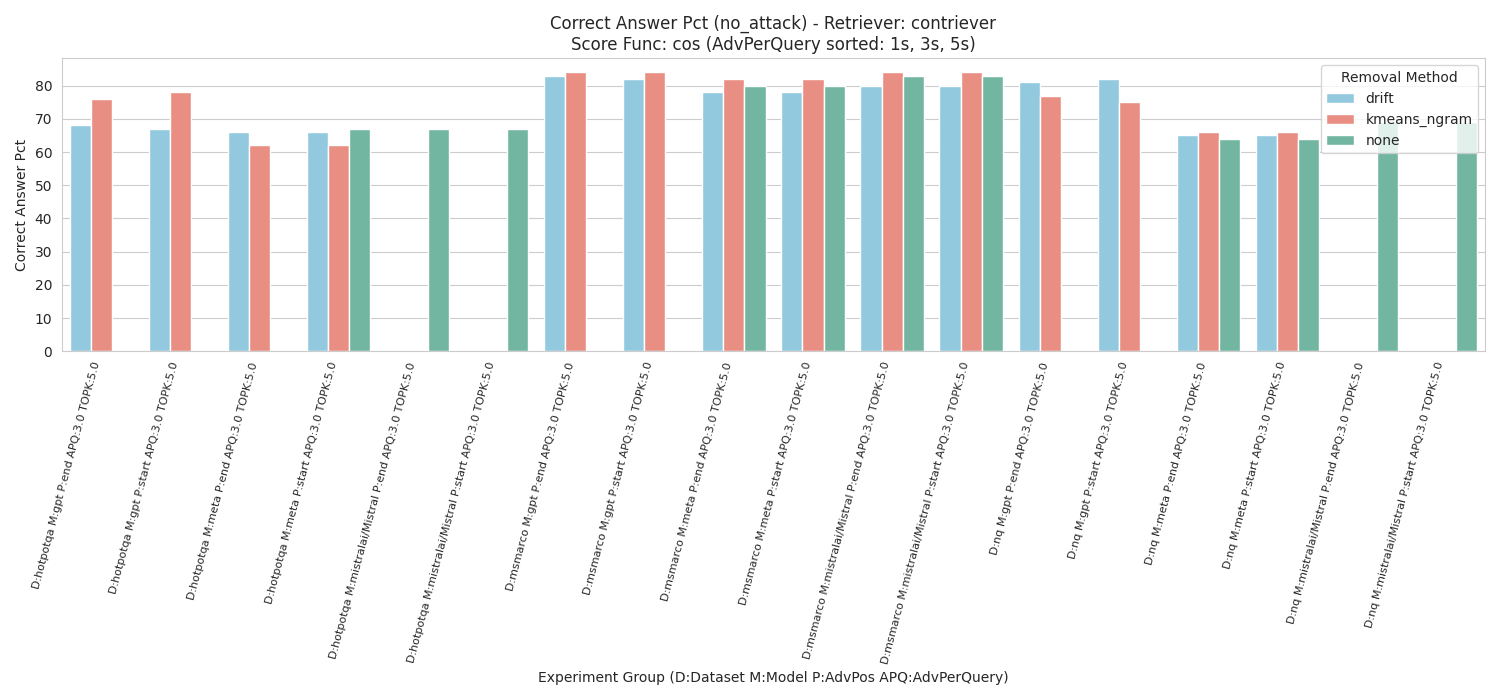 Correct Answer Pct (no_attack) - Retriever: contriever
Score Func: cos (AdvPerQuery sorted: 1s, 3s, 5s)
Removal Method
drift
kmeans_ngram
none
Correct Answer Pct
80
70
60
50
40
30
20
10
0
D:hotpotqa M:gpt P:end APQ:3.0 TOPK:5.0
D:hotpotqa M:gpt P:start APQ:3.0 TOPK:5.0
D:hotpotqa M:meta P:end APQ:3.0 TOPK:5.0
D:hotpotqa M:meta P:start APQ:3.0 TOPK:5.0
D:hotpotqa M:mistralai/Mistral P:end APQ:3.0 TOPK:5.0
D:hotpotqa M:mistralai/Mistral P:start APQ:3.0 TOPK:5.0
D:msmarco M:gpt P:end APQ:3.0 TOPK:5.0
D:msmarco M:gpt P:start APQ:3.0 TOPK:5.0
D:msmarco M:meta P:end APQ:3.0 TOPK:5.0
D:msmarco M:meta P:start APQ:3.0 TOPK:5.0
D:msmarco M:mistralai/Mistral P:end APQ:3.0 TOPK:5.0
D:msmarco M:mistralai/Mistral P:start APQ:3.0 TOPK:5.0
D:nq M:gpt P:end APQ:3.0 TOPK:5.0
D:nq M:gpt P:start APQ:3.0 TOPK:5.0
D:nq M:meta P:end APQ:3.0 TOPK:5.0
D:nq M:meta P:start APQ:3.0 TOPK:5.0
D:nq M:mistralai/Mistral P:end APQ:3.0 TOPK:5.0
D:nq M:mistralai/Mistral P:start APQ:3.0 TOPK:5.0
Experiment Group (D:Dataset M:Model P:AdvPos APQ:AdvPerQuery)